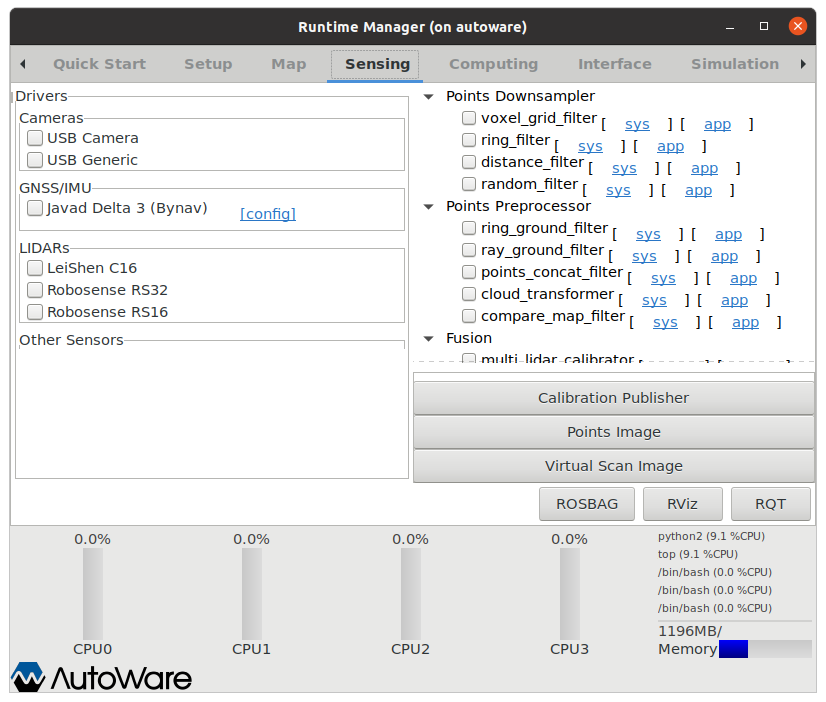 Runtime Manager (on autoware)
Quick Start Setup Map Sensing Computing Interface Simulation
Drivers
Cameras
USB Camera
USB Generic
GNSS/IMU
Javad Delta 3 (Bynav) [config]
LIDARs
LeiShen C16
Robosense RS32
Robosense RS16
Other Sensors
Points Downsampler
voxel_grid_filter [ sys ] [ app ]
ring_filter [ sys ] [ app ]
distance_filter [ sys ] [ app ]
random_filter [ sys ] [ app ]
Points Preprocessor
ring_ground_filter [ sys ] [ app ]
ray_ground_filter [ sys ] [ app ]
points_concat_filter [ sys ] [ app ]
cloud_transformer [ sys ] [ app ]
compare_map_filter [ sys ] [ app ]
Fusion
multi_lidar_calibrator
Calibration Publisher
Points Image
Virtual Scan Image
ROSBAG RViz RQT
0.0% 0.0% 0.0% 0.0%
CPU0 CPU1 CPU2 CPU3
python2 (9.1 %CPU)
top (9.1 %CPU)
/bin/bash (0.0 %CPU)
/bin/bash (0.0 %CPU)
/bin/bash (0.0 %CPU)
1196MB/
Memory
AutoWare